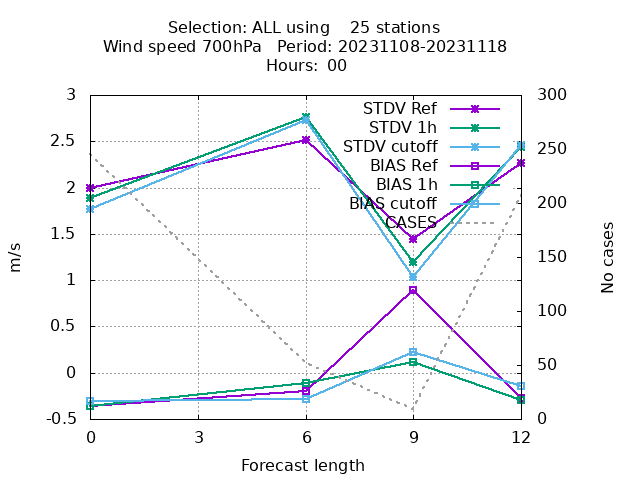 Selection: ALL using    25 stations
Wind speed 700hPa   Period: 20231108-20231118
Hours: 00
3
2.5
2
1.5
1
0.5
0
-0.5
300
250
200
150
100
50
0
0
3
6
9
12
STDV Ref
STDV 1h
STDV cutoff
BIAS Ref
BIAS 1h
BIAS cutoff
CASES
m/s
No cases
Forecast length